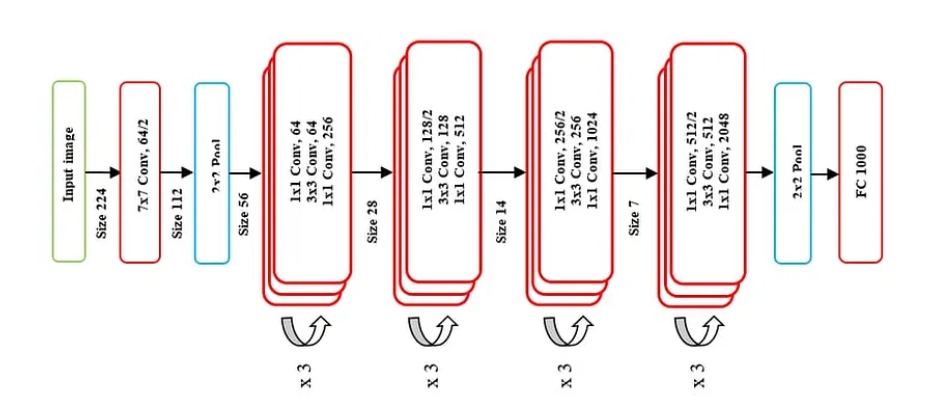 Input image
Size 224
7x7 Conv, 64/2
Size 112
2x2 Pool
Size 56
1x1 Conv, 64
3x3 Conv, 64
1x1 Conv, 256
x 3
Size 28
1x1 Conv, 128/2
3x3 Conv, 128
1x1 Conv, 512
x 3
Size 14
1x1 Conv, 256/2
3x3 Conv, 256
1x1 Conv, 1024
x 3
Size 7
1x1 Conv, 512/2
3x3 Conv, 512
1x1 Conv, 2048
x 3
2x2 Pool
FC 1000